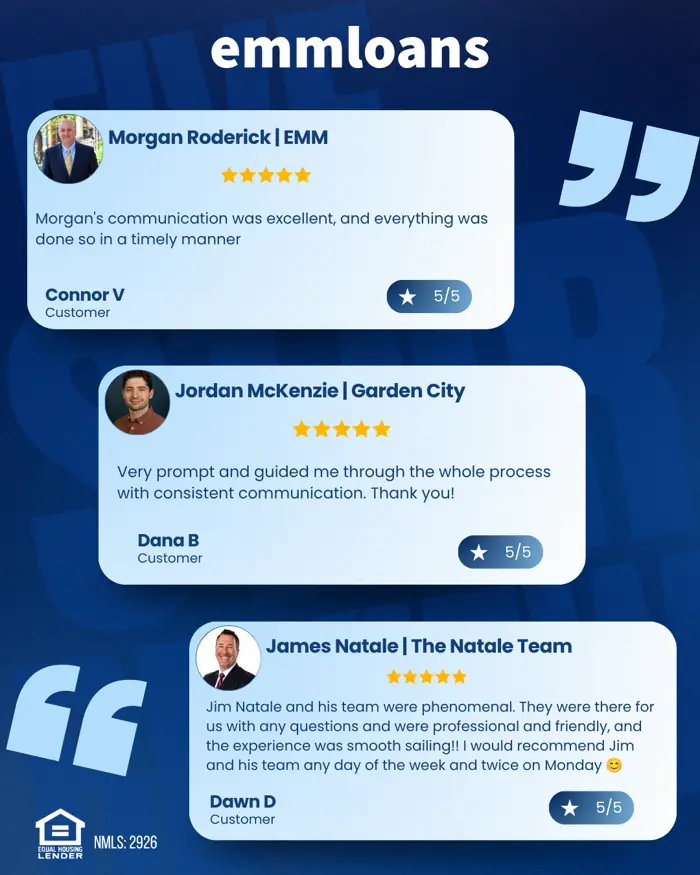 emmloans
Morgan Roderick | EMM
Morgan's communication was excellent, and everything was
done so in a timely manner
Connor V
Customer
5/5
Jordan McKenzie | Garden City
Very prompt and guided me through the whole process
with consistent communication. Thank you!
Dana B
Customer
5/5
James Natale | The Natale Team
Jim Natale and his team were phenomenal. They were there for
us with any questions and were professional and friendly, and
the experience was smooth sailing!! I would recommend Jim
and his team any day of the week and twice on Monday 😊
Dawn D
Customer
5/5
EQUAL HOUSING
LENDER
NMLS: 2926